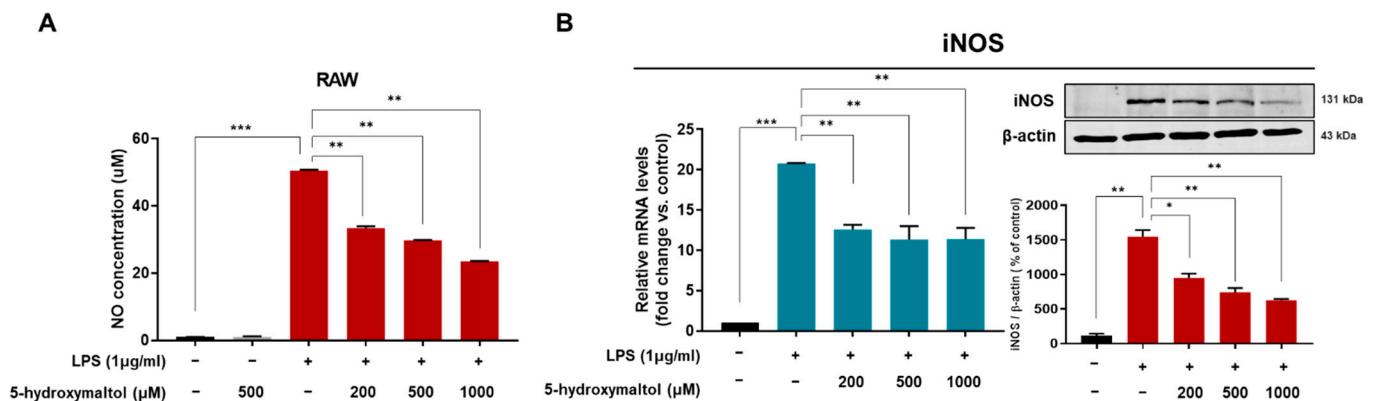 A
RAW
***
**
**
**
NO concentration (uM)
60
40
20
0
LPS (1μg/ml)
− − + + + +
5-hydroxymaltol (μM)
− 500 − 200 500 1000
B
iNOS
***
**
**
**
Relative mRNA levels
(fold change vs. control)
25
20
15
10
5
0
LPS (1μg/ml)
− + + + +
5-hydroxymaltol (μM)
− − 200 500 1000
iNOS
131 kDa
β-actin
43 kDa
**
*
**
**
iNOS / β-actin ( % of control)
2000
1500
1000
500
0
− + + + +
− − 200 500 1000